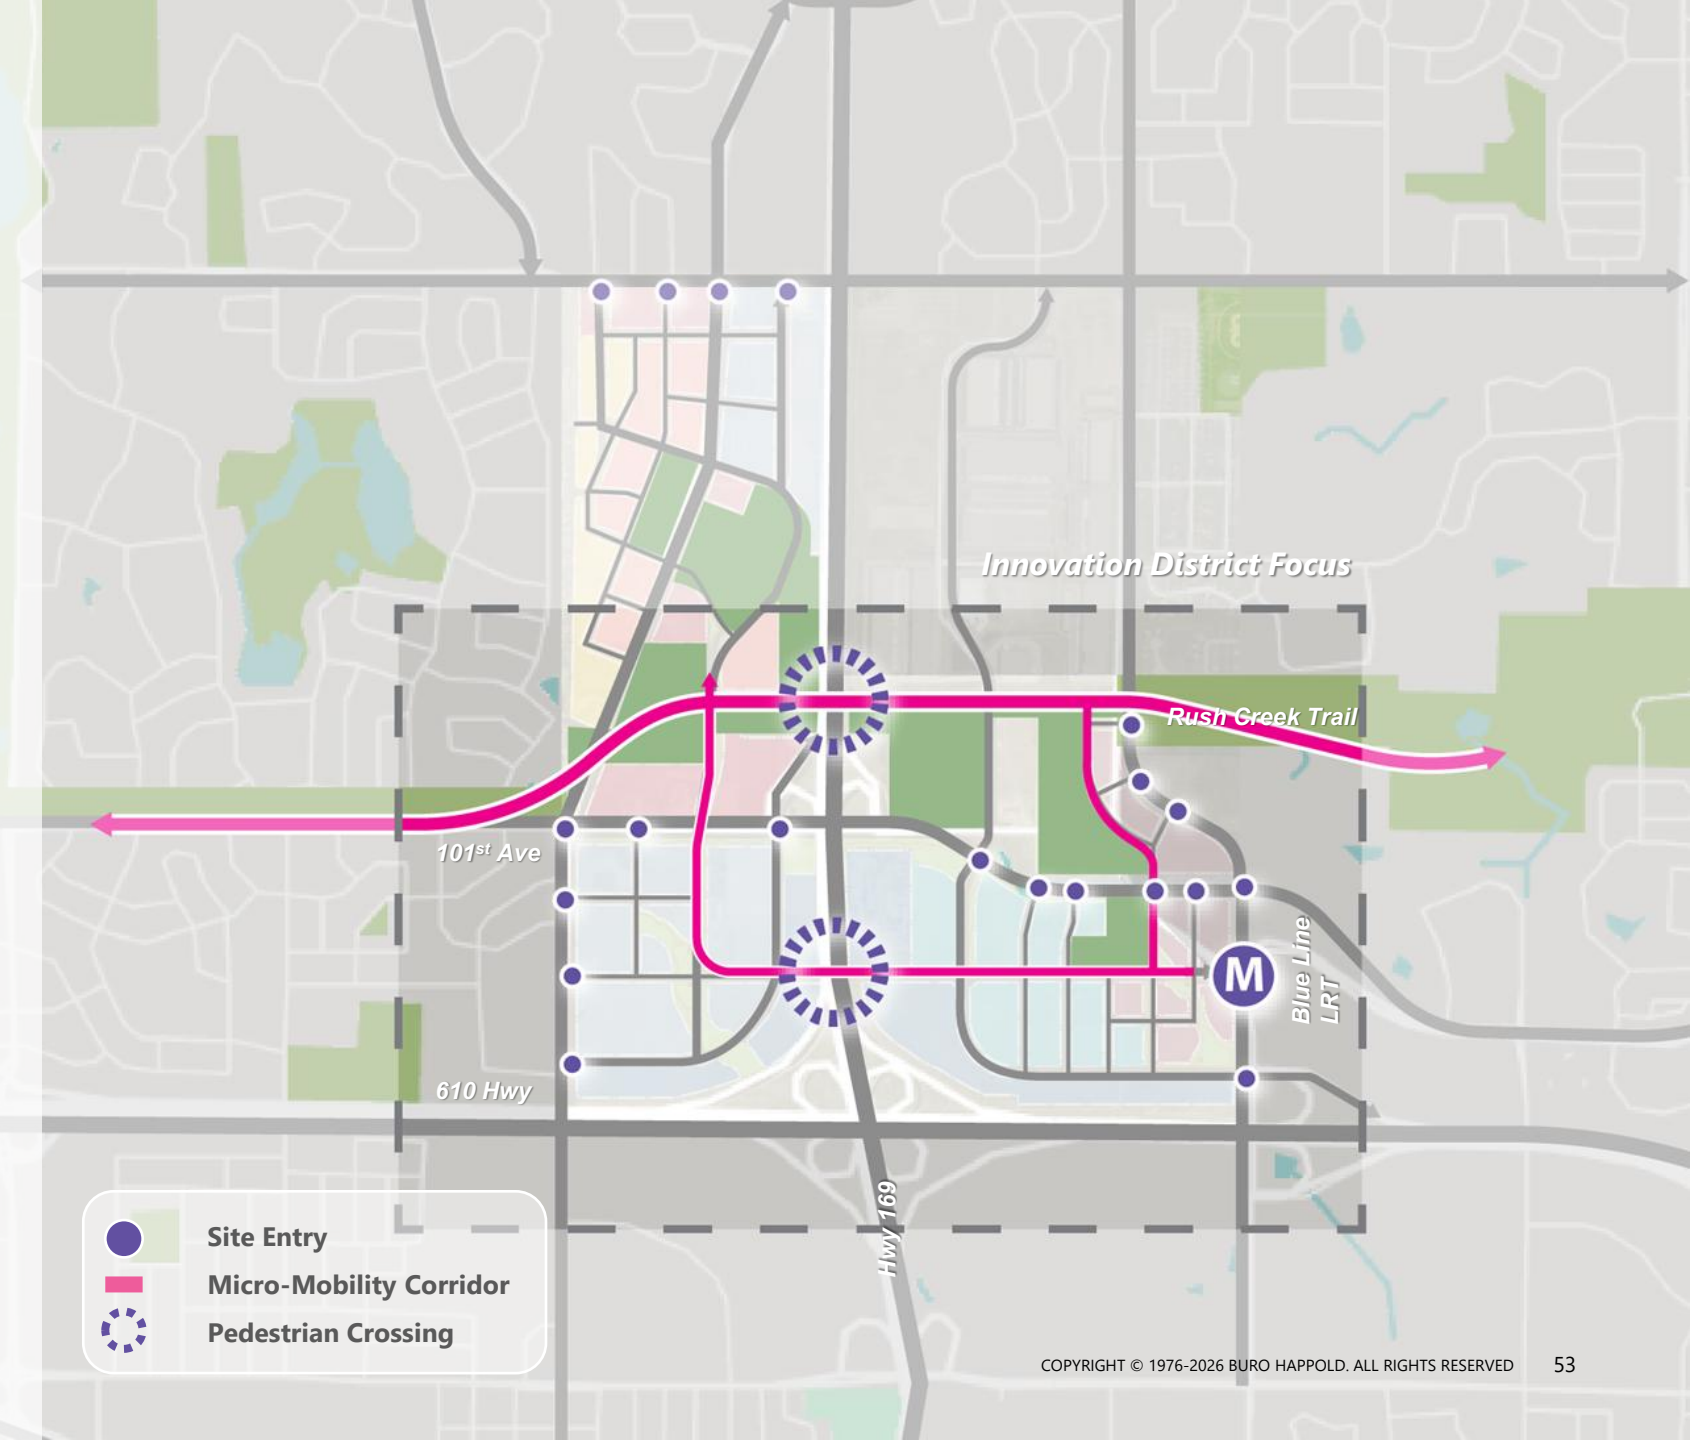 Innovation District Focus
Rush Creek Trail
101st Ave
M
Blue Line
LRT
610 Hwy
Hwy 169
Site Entry
Micro-Mobility Corridor
Pedestrian Crossing
COPYRIGHT © 1976-2026 BURO HAPPOLD. ALL RIGHTS RESERVED 53